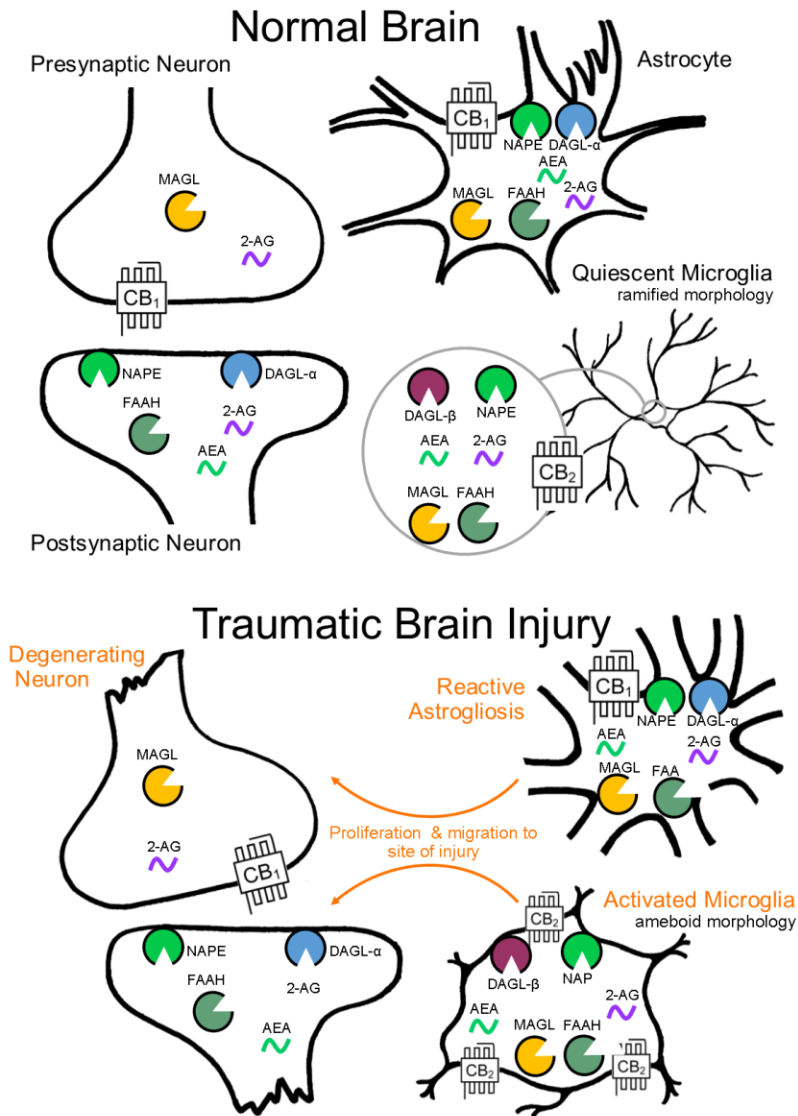 Normal Brain
Presynaptic Neuron
MAGL
2-AG
CB₁
NAPE
DAGL-α
FAAH
2-AG
AEA
Postsynaptic Neuron
Astrocyte
CB₁
NAPE
DAGL-α
AEA
2-AG
MAGL
FAAH
Quiescent Microglia
ramified morphology
DAGL-β
NAPE
AEA
2-AG
CB₂
MAGL
FAAH
Traumatic Brain Injury
Degenerating
Neuron
MAGL
2-AG
CB₁
NAPE
DAGL-α
FAAH
2-AG
AEA
Reactive
Astrogliosis
CB₁
NAPE
DAGL-α
AEA
2-AG
MAGL
FAA
Proliferation & migration to
site of injury
Activated Microglia
ameboid morphology
CB₂
DAGL-β
NAP
AEA
2-AG
MAGL
FAAH
CB₂
CB₂